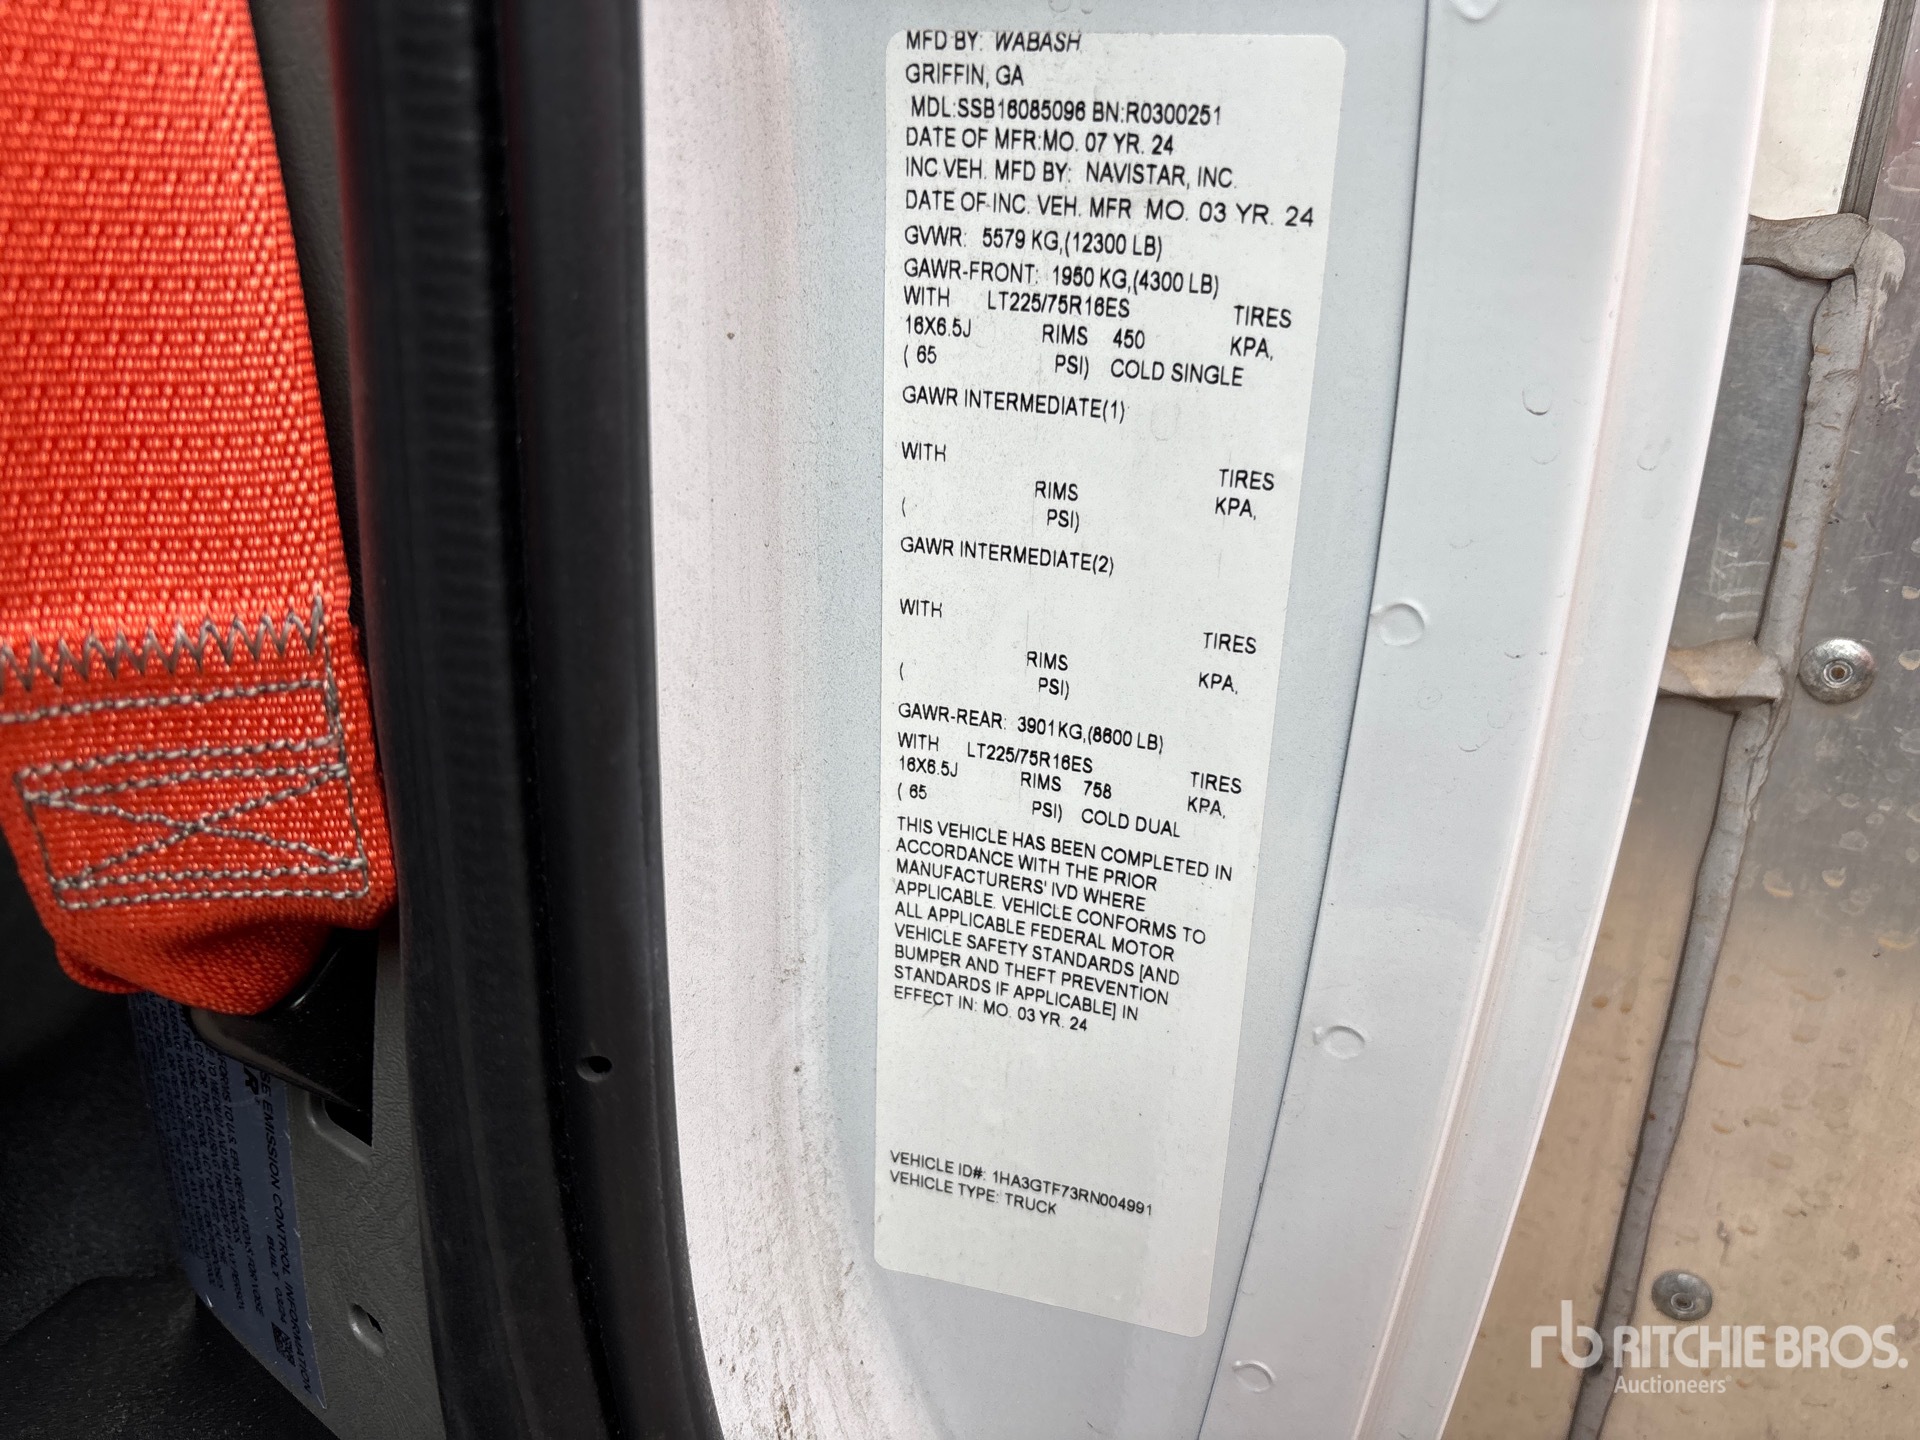 MFD BY: WABASH
GRIFFIN, GA
MDL:SSB16085096 BN:R0300251
DATE OF MFR:MO. 07 YR. 24
INC VEH. MFD BY: NAVISTAR, INC.
DATE OF INC. VEH. MFR MO. 03 YR. 24
GVWR: 5579 KG,(12300 LB)
GAWR-FRONT: 1950 KG,(4300 LB)
WITH LT225/75R16ES TIRES
16X6.5J RIMS 450 KPA,
( 65 PSI) COLD SINGLE
GAWR INTERMEDIATE(1)
WITH TIRES
RIMS KPA,
( PSI)
GAWR INTERMEDIATE(2)
WITH TIRES
RIMS KPA,
( PSI)
GAWR-REAR: 3901KG,(8600 LB)
WITH LT225/75R16ES TIRES
16X6.5J RIMS 758 KPA,
( 65 PSI) COLD DUAL
THIS VEHICLE HAS BEEN COMPLETED IN
ACCORDANCE WITH THE PRIOR
MANUFACTURERS' IVD WHERE
APPLICABLE. VEHICLE CONFORMS TO
ALL APPLICABLE FEDERAL MOTOR
VEHICLE SAFETY STANDARDS [AND
BUMPER AND THEFT PREVENTION
STANDARDS IF APPLICABLE] IN
EFFECT IN: MO. 03 YR. 24
VEHICLE ID#: 1HA3GTF73RN004991
VEHICLE TYPE: TRUCK
EMISSION CONTROL INFORMATION
BUILT 03/24
rb RITCHIE BROS.
Auctioneers